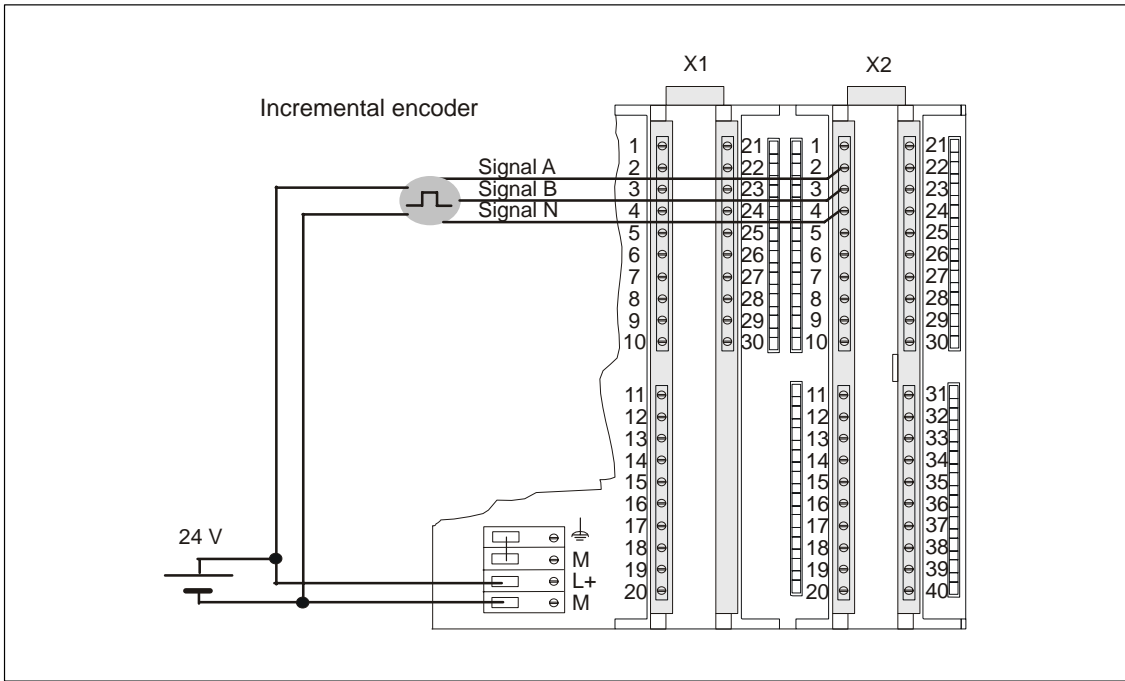 X1 X2
Incremental encoder
1 21 1 21
Signal A 2 22 2 22
Signal B 3 23 3 23
Signal N 4 24 4 24
5 25 5 25
6 26 6 26
7 27 7 27
8 28 8 28
9 29 9 29
10 30 10 30
11 11 31
12 12 32
13 13 33
14 14 34
15 15 35
16 16 36
17 17 37
24 V
M 18 18 38
L+ 19 19 39
M 20 20 40